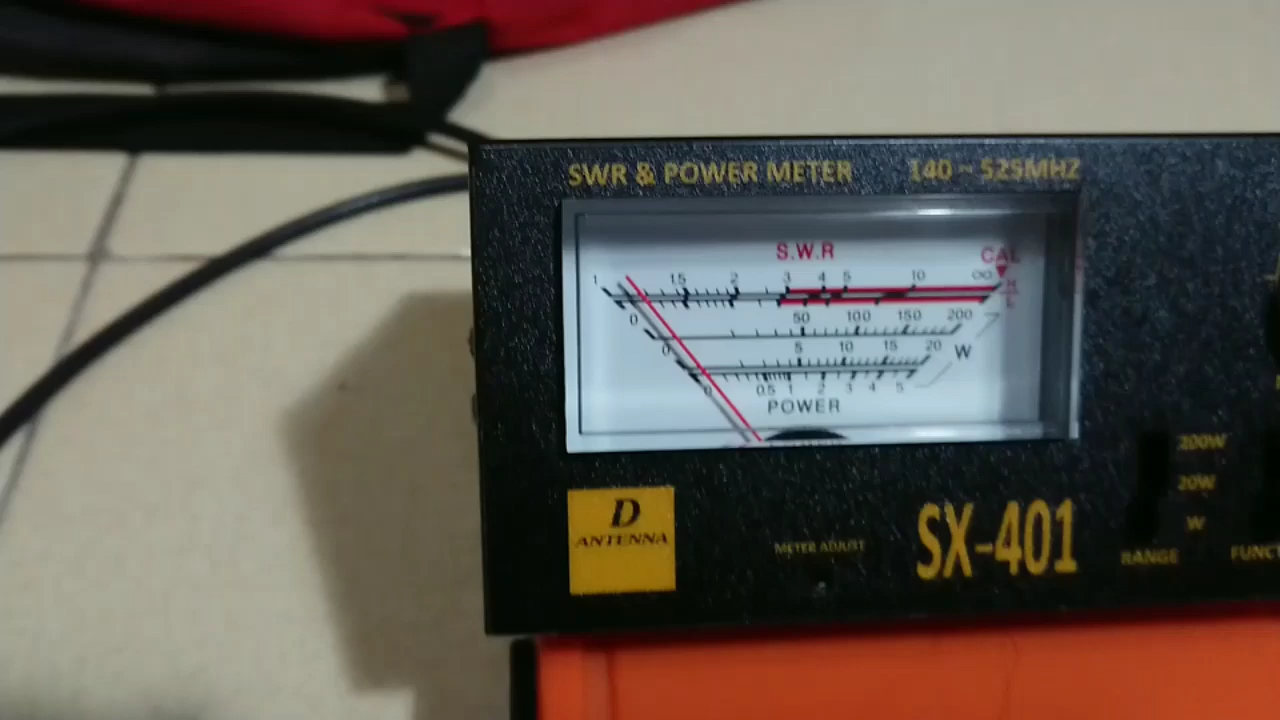 SWR & POWER METER 140 ~ 525MHZ
S.W.R CAL
1 1.5 2 3 4 5 10 ∞ H
L
0 50 100 150 200
0 5 10 15 20 W
0 0.5 1 2 3 4 5
POWER
200W
20W
W
D
ANTENNA
METER ADJUST
SX-401
RANGE FUNCT